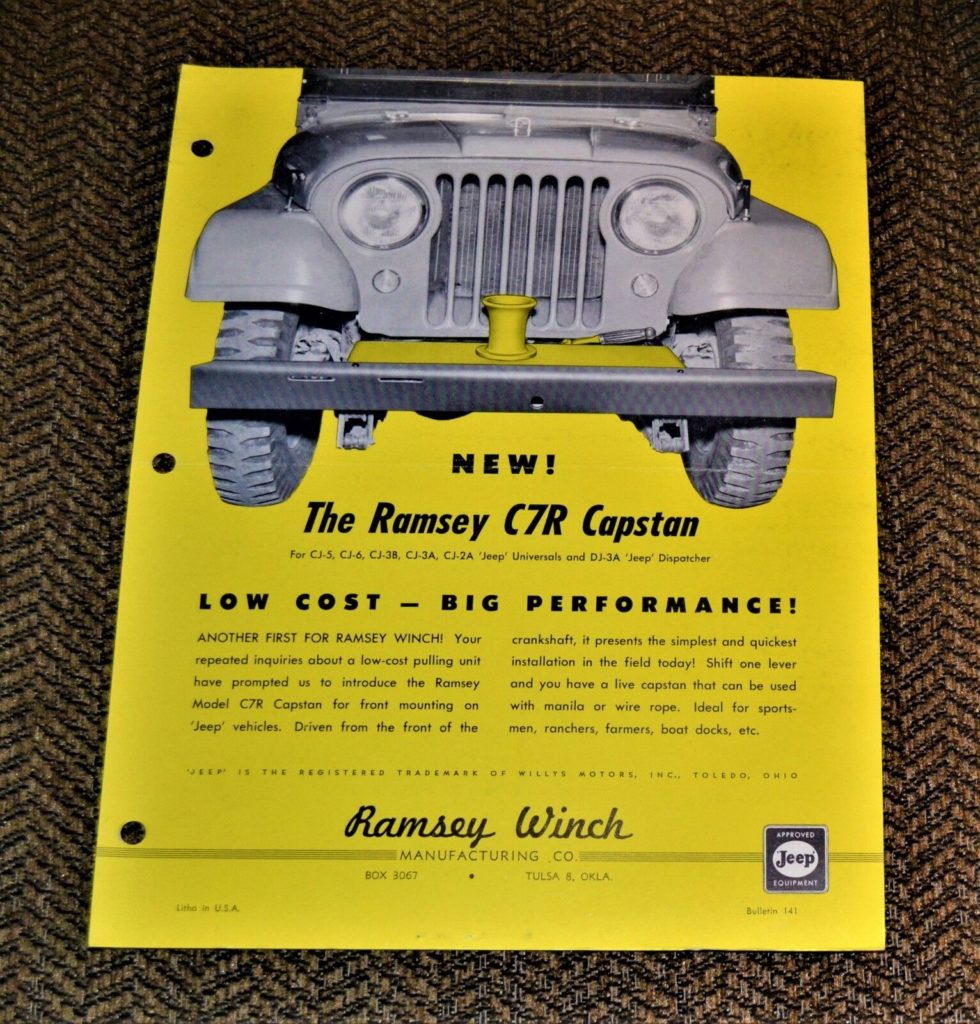 NEW!
The Ramsey C7R Capstan
For CJ-5, CJ-6, CJ-3B, CJ-3A, CJ-2A 'Jeep' Universals and DJ-3A 'Jeep' Dispatcher
LOW COST — BIG PERFORMANCE!
ANOTHER FIRST FOR RAMSEY WINCH! Your
repeated inquiries about a low-cost pulling unit
have prompted us to introduce the Ramsey
Model C7R Capstan for front mounting on
'Jeep' vehicles. Driven from the front of the
crankshaft, it presents the simplest and quickest
installation in the field today! Shift one lever
and you have a live capstan that can be used
with manila or wire rope. Ideal for sports-
men, ranchers, farmers, boat docks, etc.
'JEEP' IS THE REGISTERED TRADEMARK OF WILLYS MOTORS, INC., TOLEDO, OHIO
Ramsey Winch
MANUFACTURING CO.
BOX 3067 • TULSA 8, OKLA.
APPROVED
'Jeep'
EQUIPMENT
Litho in U.S.A.
Bulletin 141